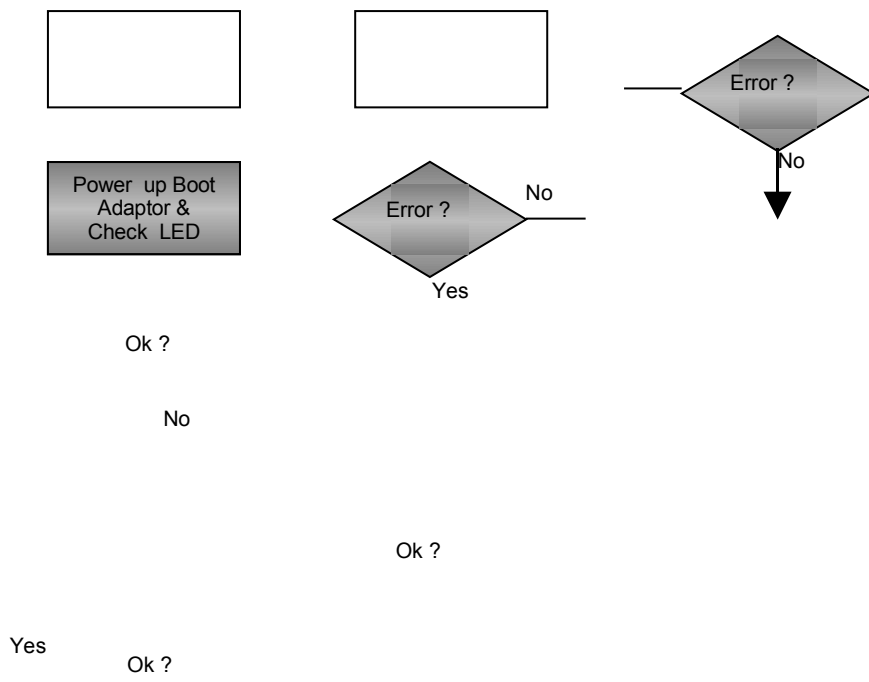 Error ?
No
Power up Boot
Adaptor &
Check LED
Error ?
No
Yes
Ok ?
No
Ok ?
Yes
Ok ?